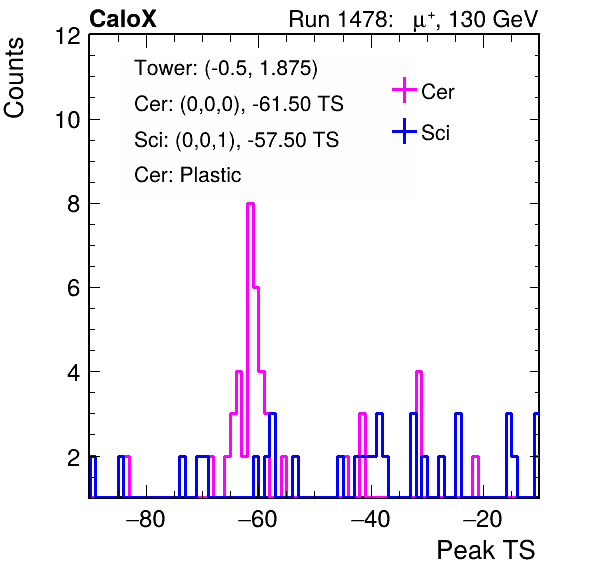 CaloX Run 1478: μ⁺, 130 GeV
Counts
12
10
8
6
4
2
Tower: (-0.5, 1.875)
Cer: (0,0,0), -61.50 TS
Sci: (0,0,1), -57.50 TS
Cer: Plastic
Cer
Sci
−80 −60 −40 −20
Peak TS